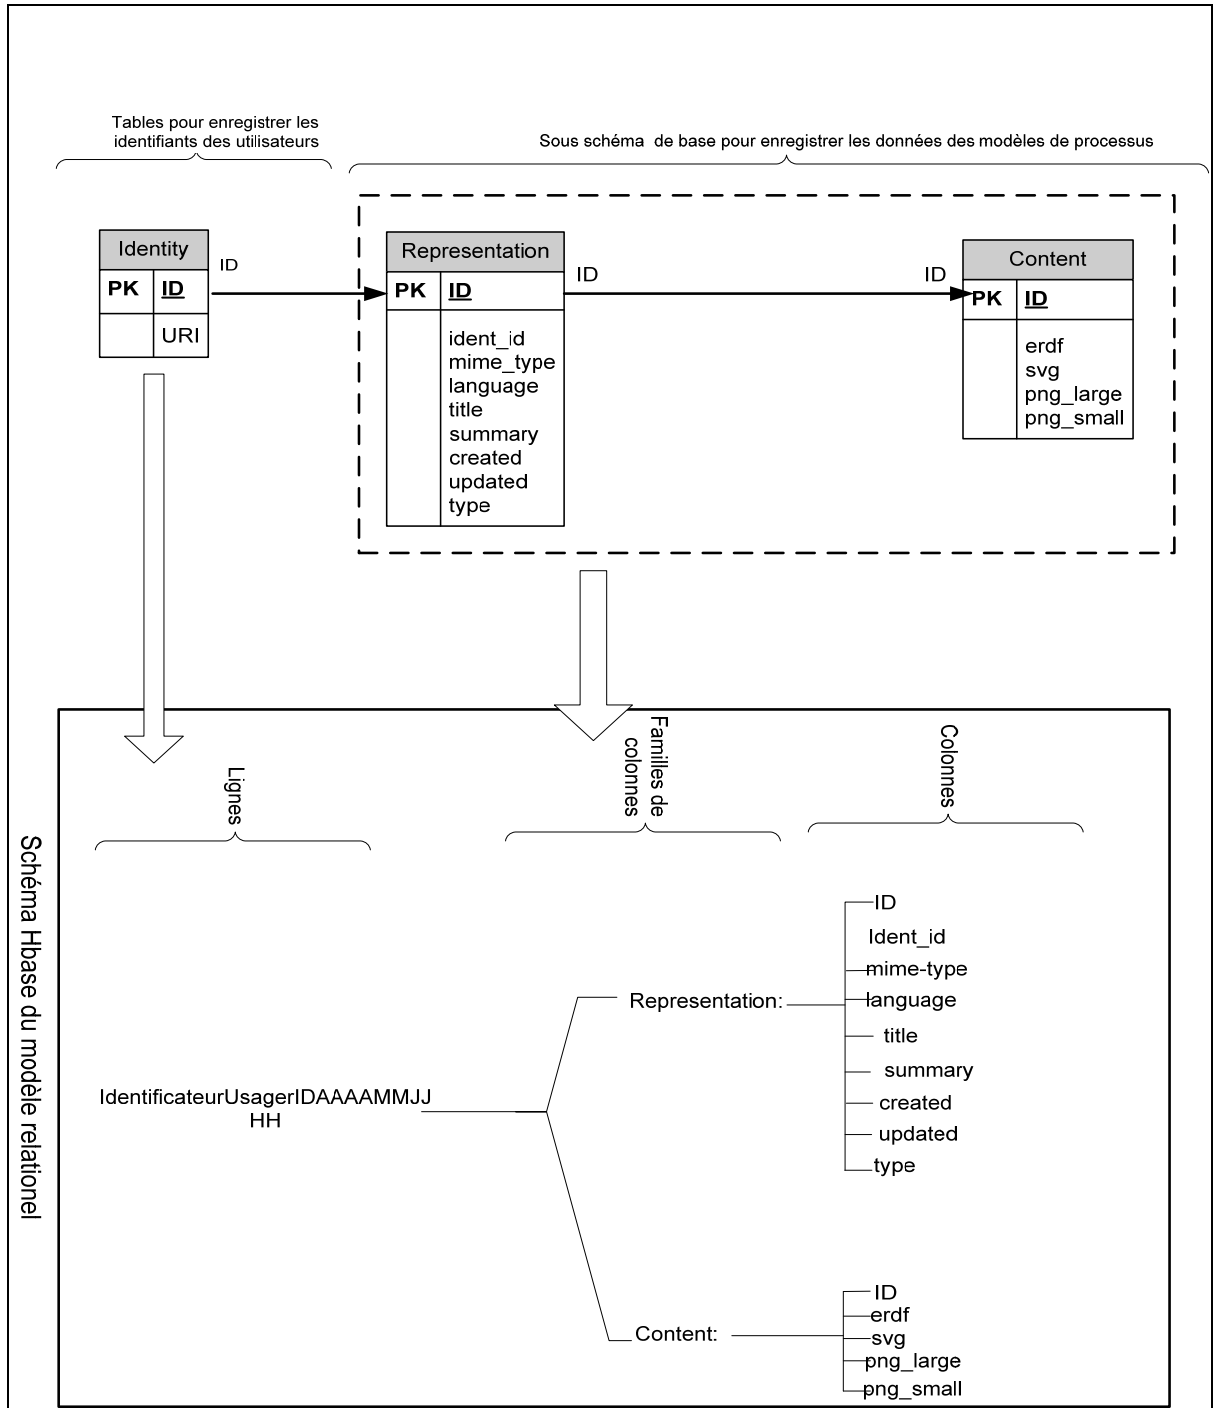 Tables pour enregistrer les
identifiants des utilisateurs
Sous schéma de base pour enregistrer les données des modèles de processus
Identity
PK ID
URI
ID
Representation
PK ID
ident_id
mime_type
language
title
summary
created
updated
type
ID
ID
Content
PK ID
erdf
svg
png_large
png_small
Schéma Hbase du modèle relationel
Lignes
Familles de
colonnes
Colonnes
IdentificateurUsagerIDAAAAMMJJ
HH
Representation:
ID
Ident_id
mime-type
language
title
summary
created
updated
type
Content:
ID
erdf
svg
png_large
png_small